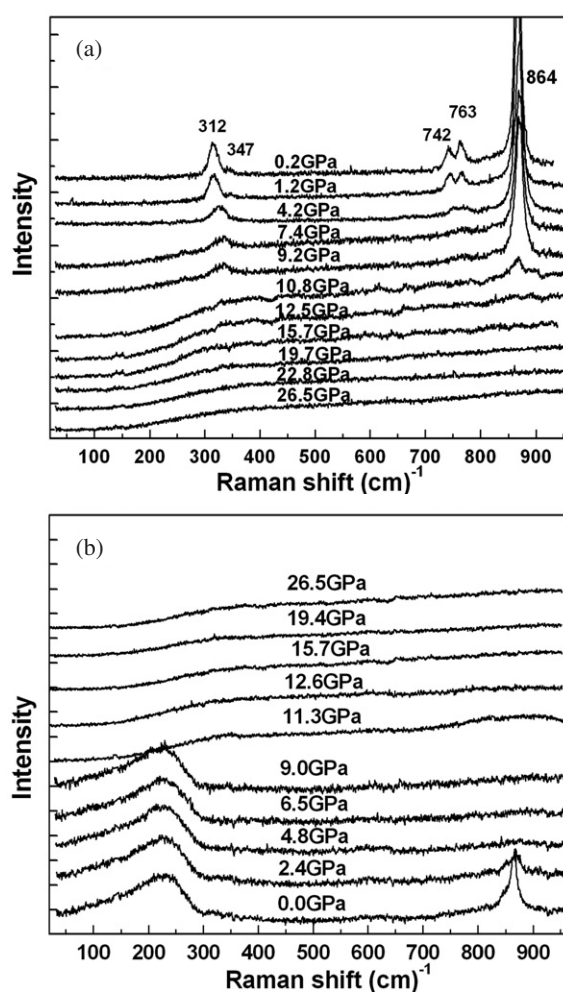 (a)
864
763
312
742
347
0.2GPa
1.2GPa
4.2GPa
7.4GPa
9.2GPa
10.8GPa
12.5GPa
15.7GPa
19.7GPa
22.8GPa
26.5GPa
Intensity
100 200 300 400 500 600 700 800 900
Raman shift (cm)-1
(b)
26.5GPa
19.4GPa
15.7GPa
12.6GPa
11.3GPa
9.0GPa
6.5GPa
4.8GPa
2.4GPa
0.0GPa
Intensity
100 200 300 400 500 600 700 800 900
Raman shift (cm)-1